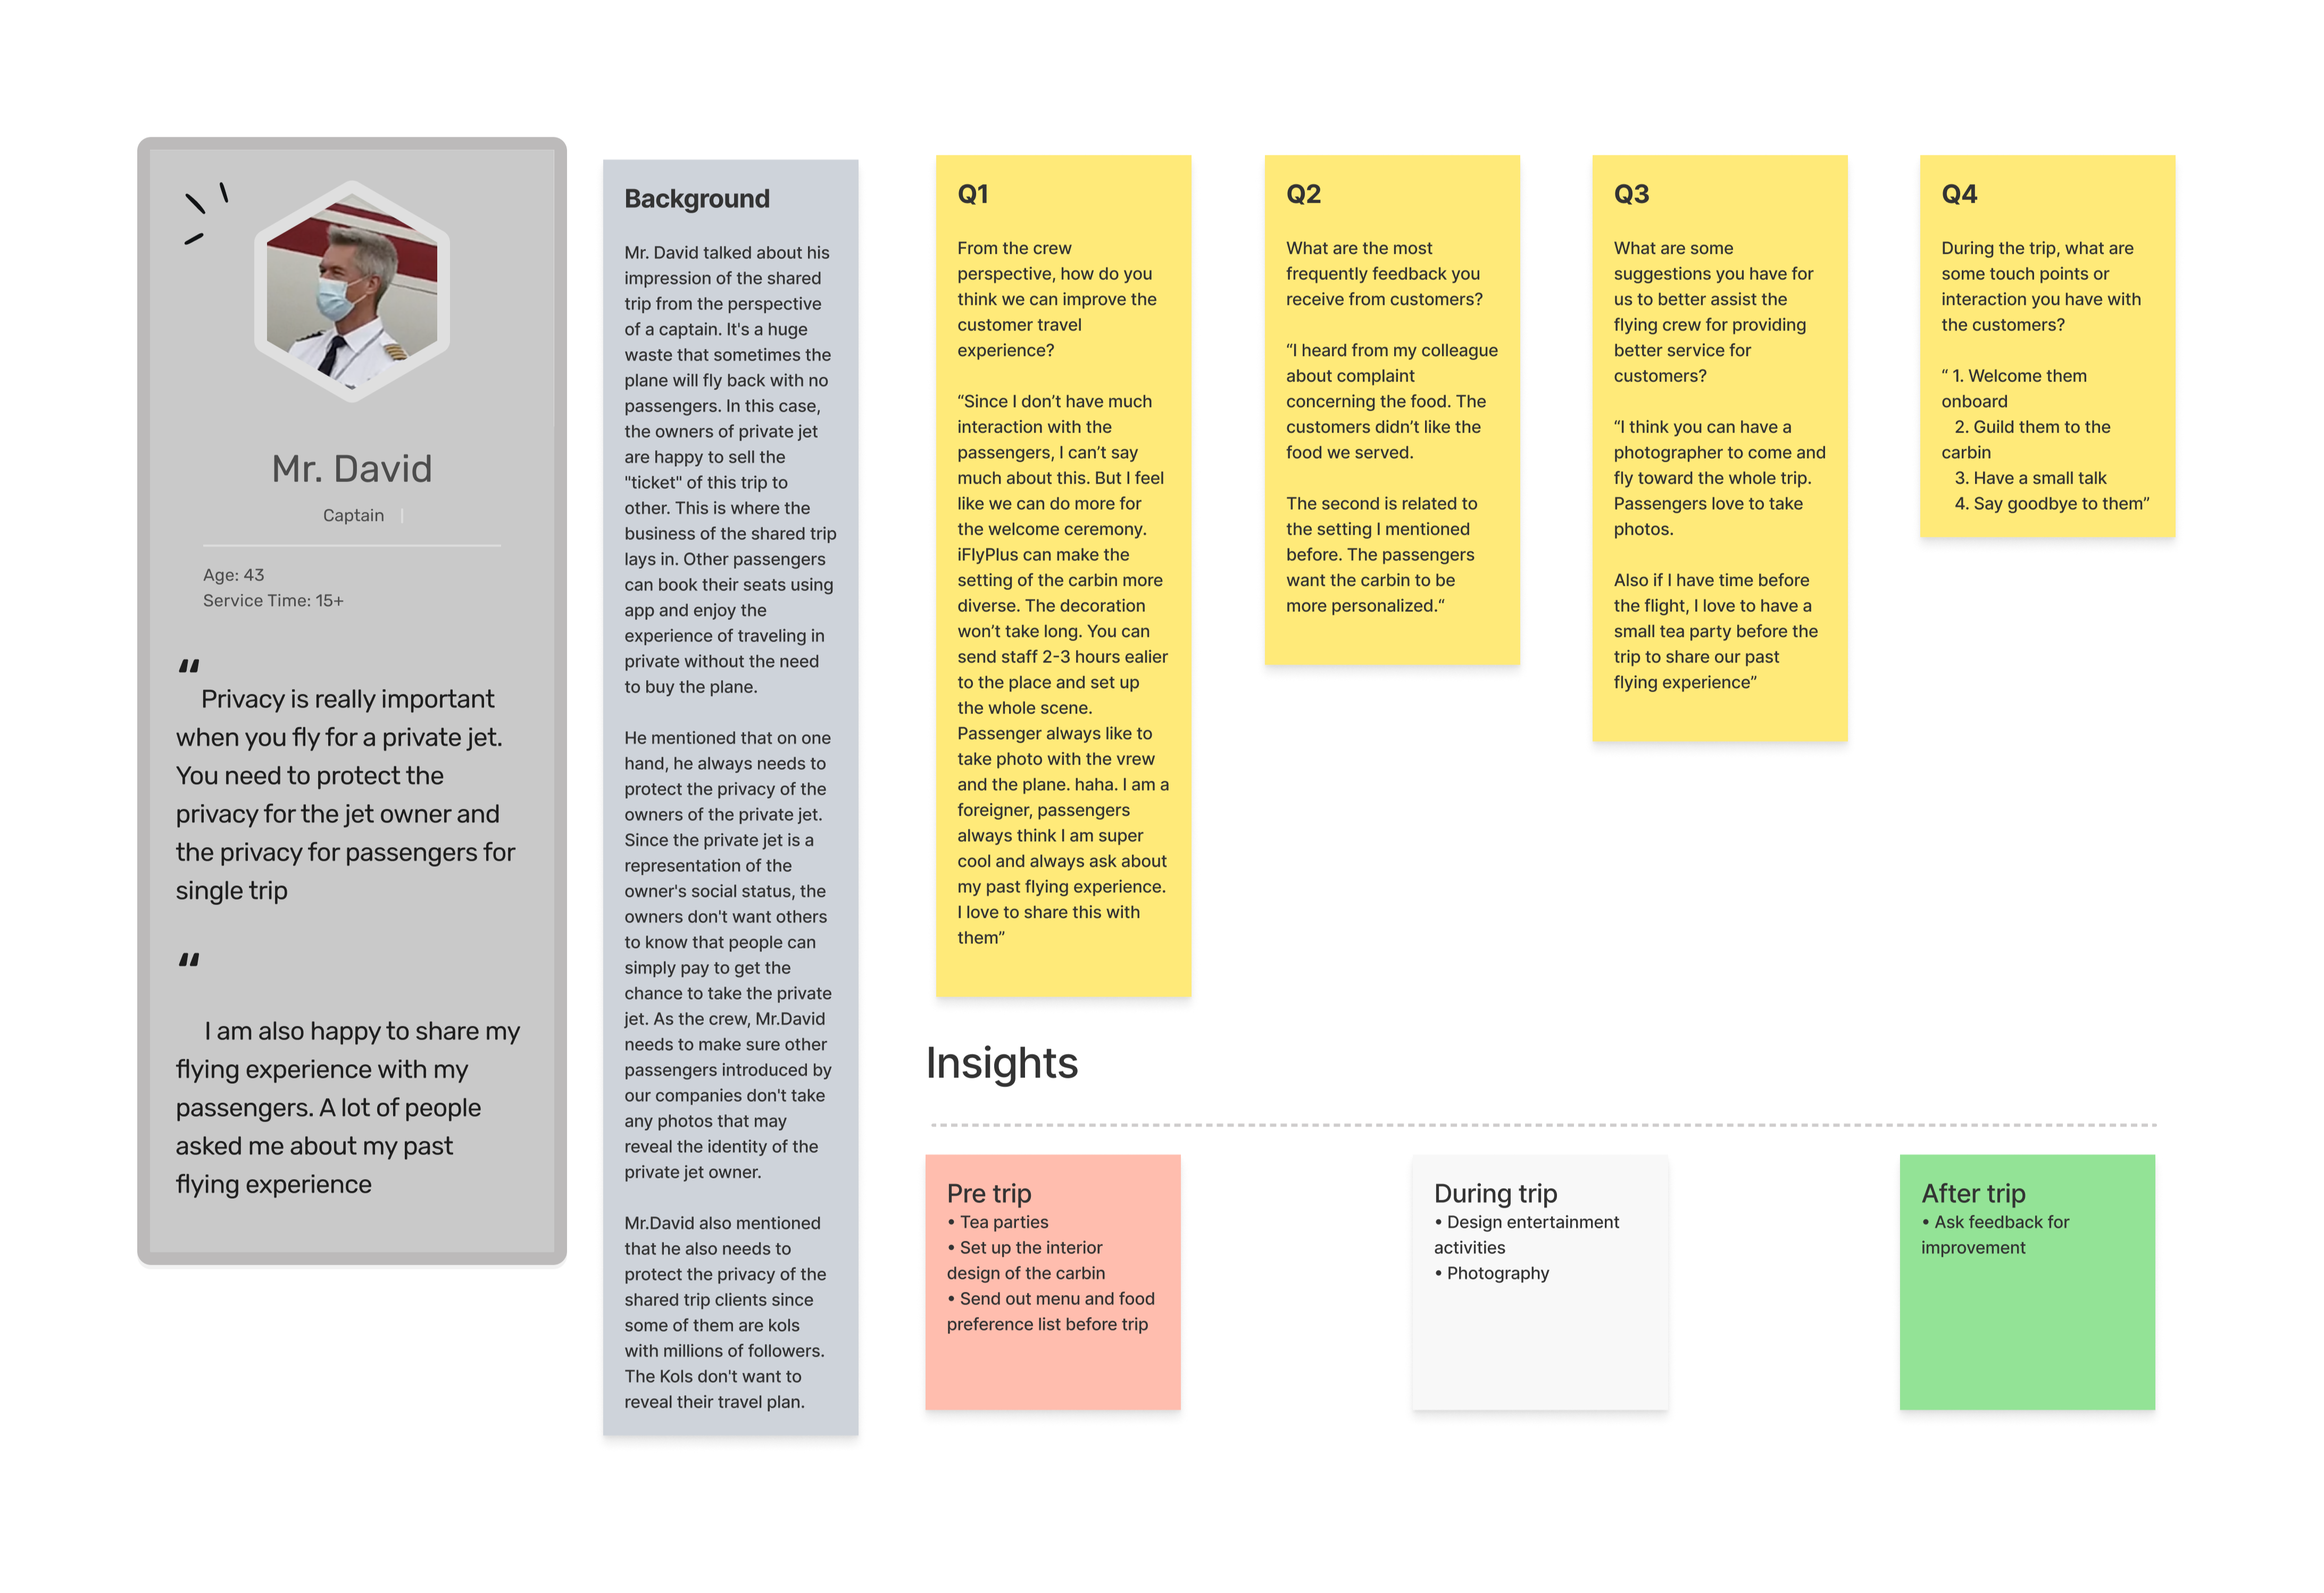 Mr. David
Captain
Age: 43
Service Time: 15+
“
Privacy is really important
when you fly for a private jet.
You need to protect the
privacy for the jet owner and
the privacy for passengers for
single trip
“
I am also happy to share my
flying experience with my
passengers. A lot of people
asked me about my past
flying experience
Background
Mr. David talked about his
impression of the shared
trip from the perspective
of a captain. It's a huge
waste that sometimes the
plane will fly back with no
passengers. In this case,
the owners of private jet
are happy to sell the
"ticket" of this trip to
other. This is where the
business of the shared trip
lays in. Other passengers
can book their seats using
app and enjoy the
experience of traveling in
private without the need
to buy the plane.
He mentioned that on one
hand, he always needs to
protect the privacy of the
owners of the private jet.
Since the private jet is a
representation of the
owner's social status, the
owners don't want others
to know that people can
simply pay to get the
chance to take the private
jet. As the crew, Mr.David
needs to make sure other
passengers introduced by
our companies don't take
any photos that may
reveal the identity of the
private jet owner.
Mr.David also mentioned
that he also needs to
protect the privacy of the
shared trip clients since
some of them are kols
with millions of followers.
The Kols don't want to
reveal their travel plan.
Q1
From the crew
perspective, how do you
think we can improve the
customer travel
experience?
“Since I don’t have much
interaction with the
passengers, I can’t say
much about this. But I feel
like we can do more for
the welcome ceremony.
iFlyPlus can make the
setting of the carbin more
diverse. The decoration
won’t take long. You can
send staff 2-3 hours ealier
to the place and set up
the whole scene.
Passenger always like to
take photo with the vrew
and the plane. haha. I am a
foreigner, passengers
always think I am super
cool and always ask about
my past flying experience.
I love to share this with
them”
Q2
What are the most
frequently feedback you
receive from customers?
“I heard from my colleague
about complaint
concerning the food. The
customers didn’t like the
food we served.
The second is related to
the setting I mentioned
before. The passengers
want the carbin to be
more personalized.“
Q3
What are some
suggestions you have for
us to better assist the
flying crew for providing
better service for
customers?
“I think you can have a
photographer to come and
fly toward the whole trip.
Passengers love to take
photos.
Also if I have time before
the flight, I love to have a
small tea party before the
trip to share our past
flying experience”
Q4
During the trip, what are
some touch points or
interaction you have with
the customers?
“ 1. Welcome them
onboard
2. Guild them to the
carbin
3. Have a small talk
4. Say goodbye to them”
Insights
Pre trip
• Tea parties
• Set up the interior
design of the carbin
• Send out menu and food
preference list before trip
During trip
• Design entertainment
activities
• Photography
After trip
• Ask feedback for
improvement